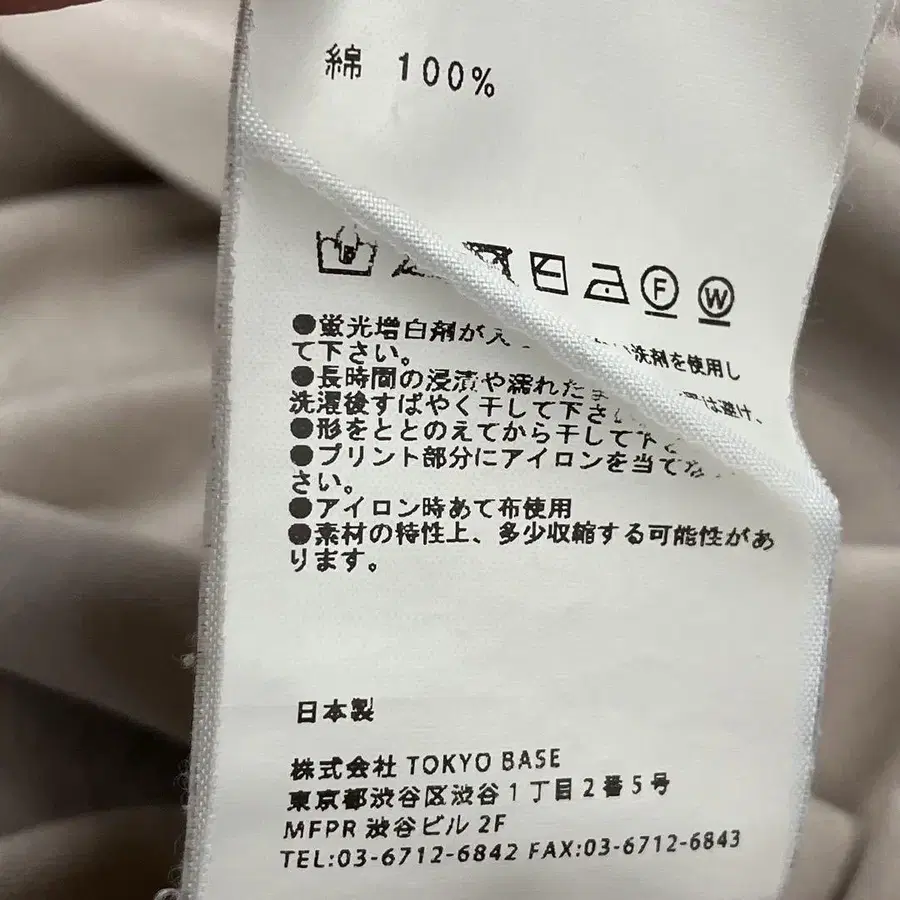 綿 100%
F W
●蛍光増白剤が入 洗剤を使用し
て下さい。
●長時間の浸漬や濡れたま は避け、
洗濯後すばやく干して下さい
●形をととのえてから干して下さ
●プリント部分にアイロンを当てな
さい。
●アイロン時あて布使用
●素材の特性上、多少収縮する可能性があ
ります。
日本製
株式会社 TOKYO BASE
東京都渋谷区渋谷1丁目2番5号
MFPR 渋谷ビル 2F
TEL:03-6712-6842 FAX:03-6712-6843